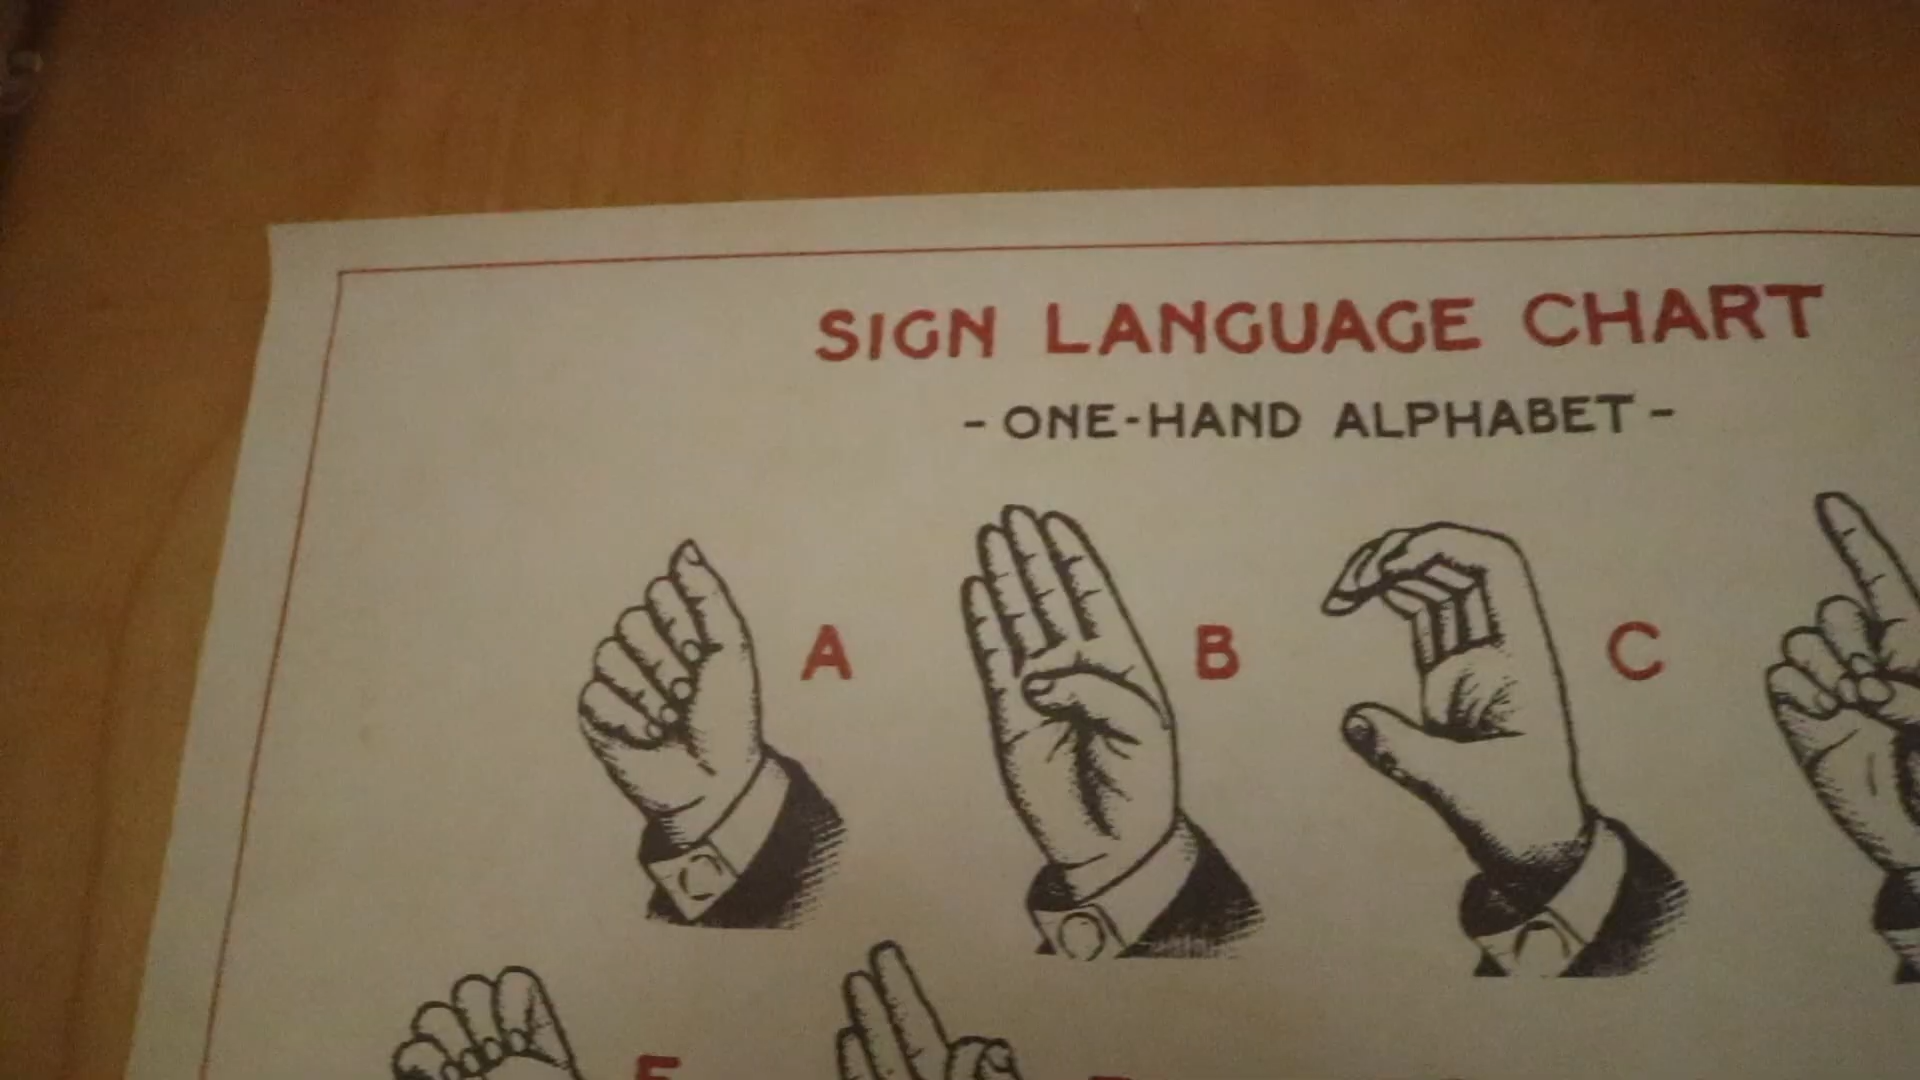 SIGN LANGUAGE CHART
- ONE-HAND ALPHABET -
A B C
E